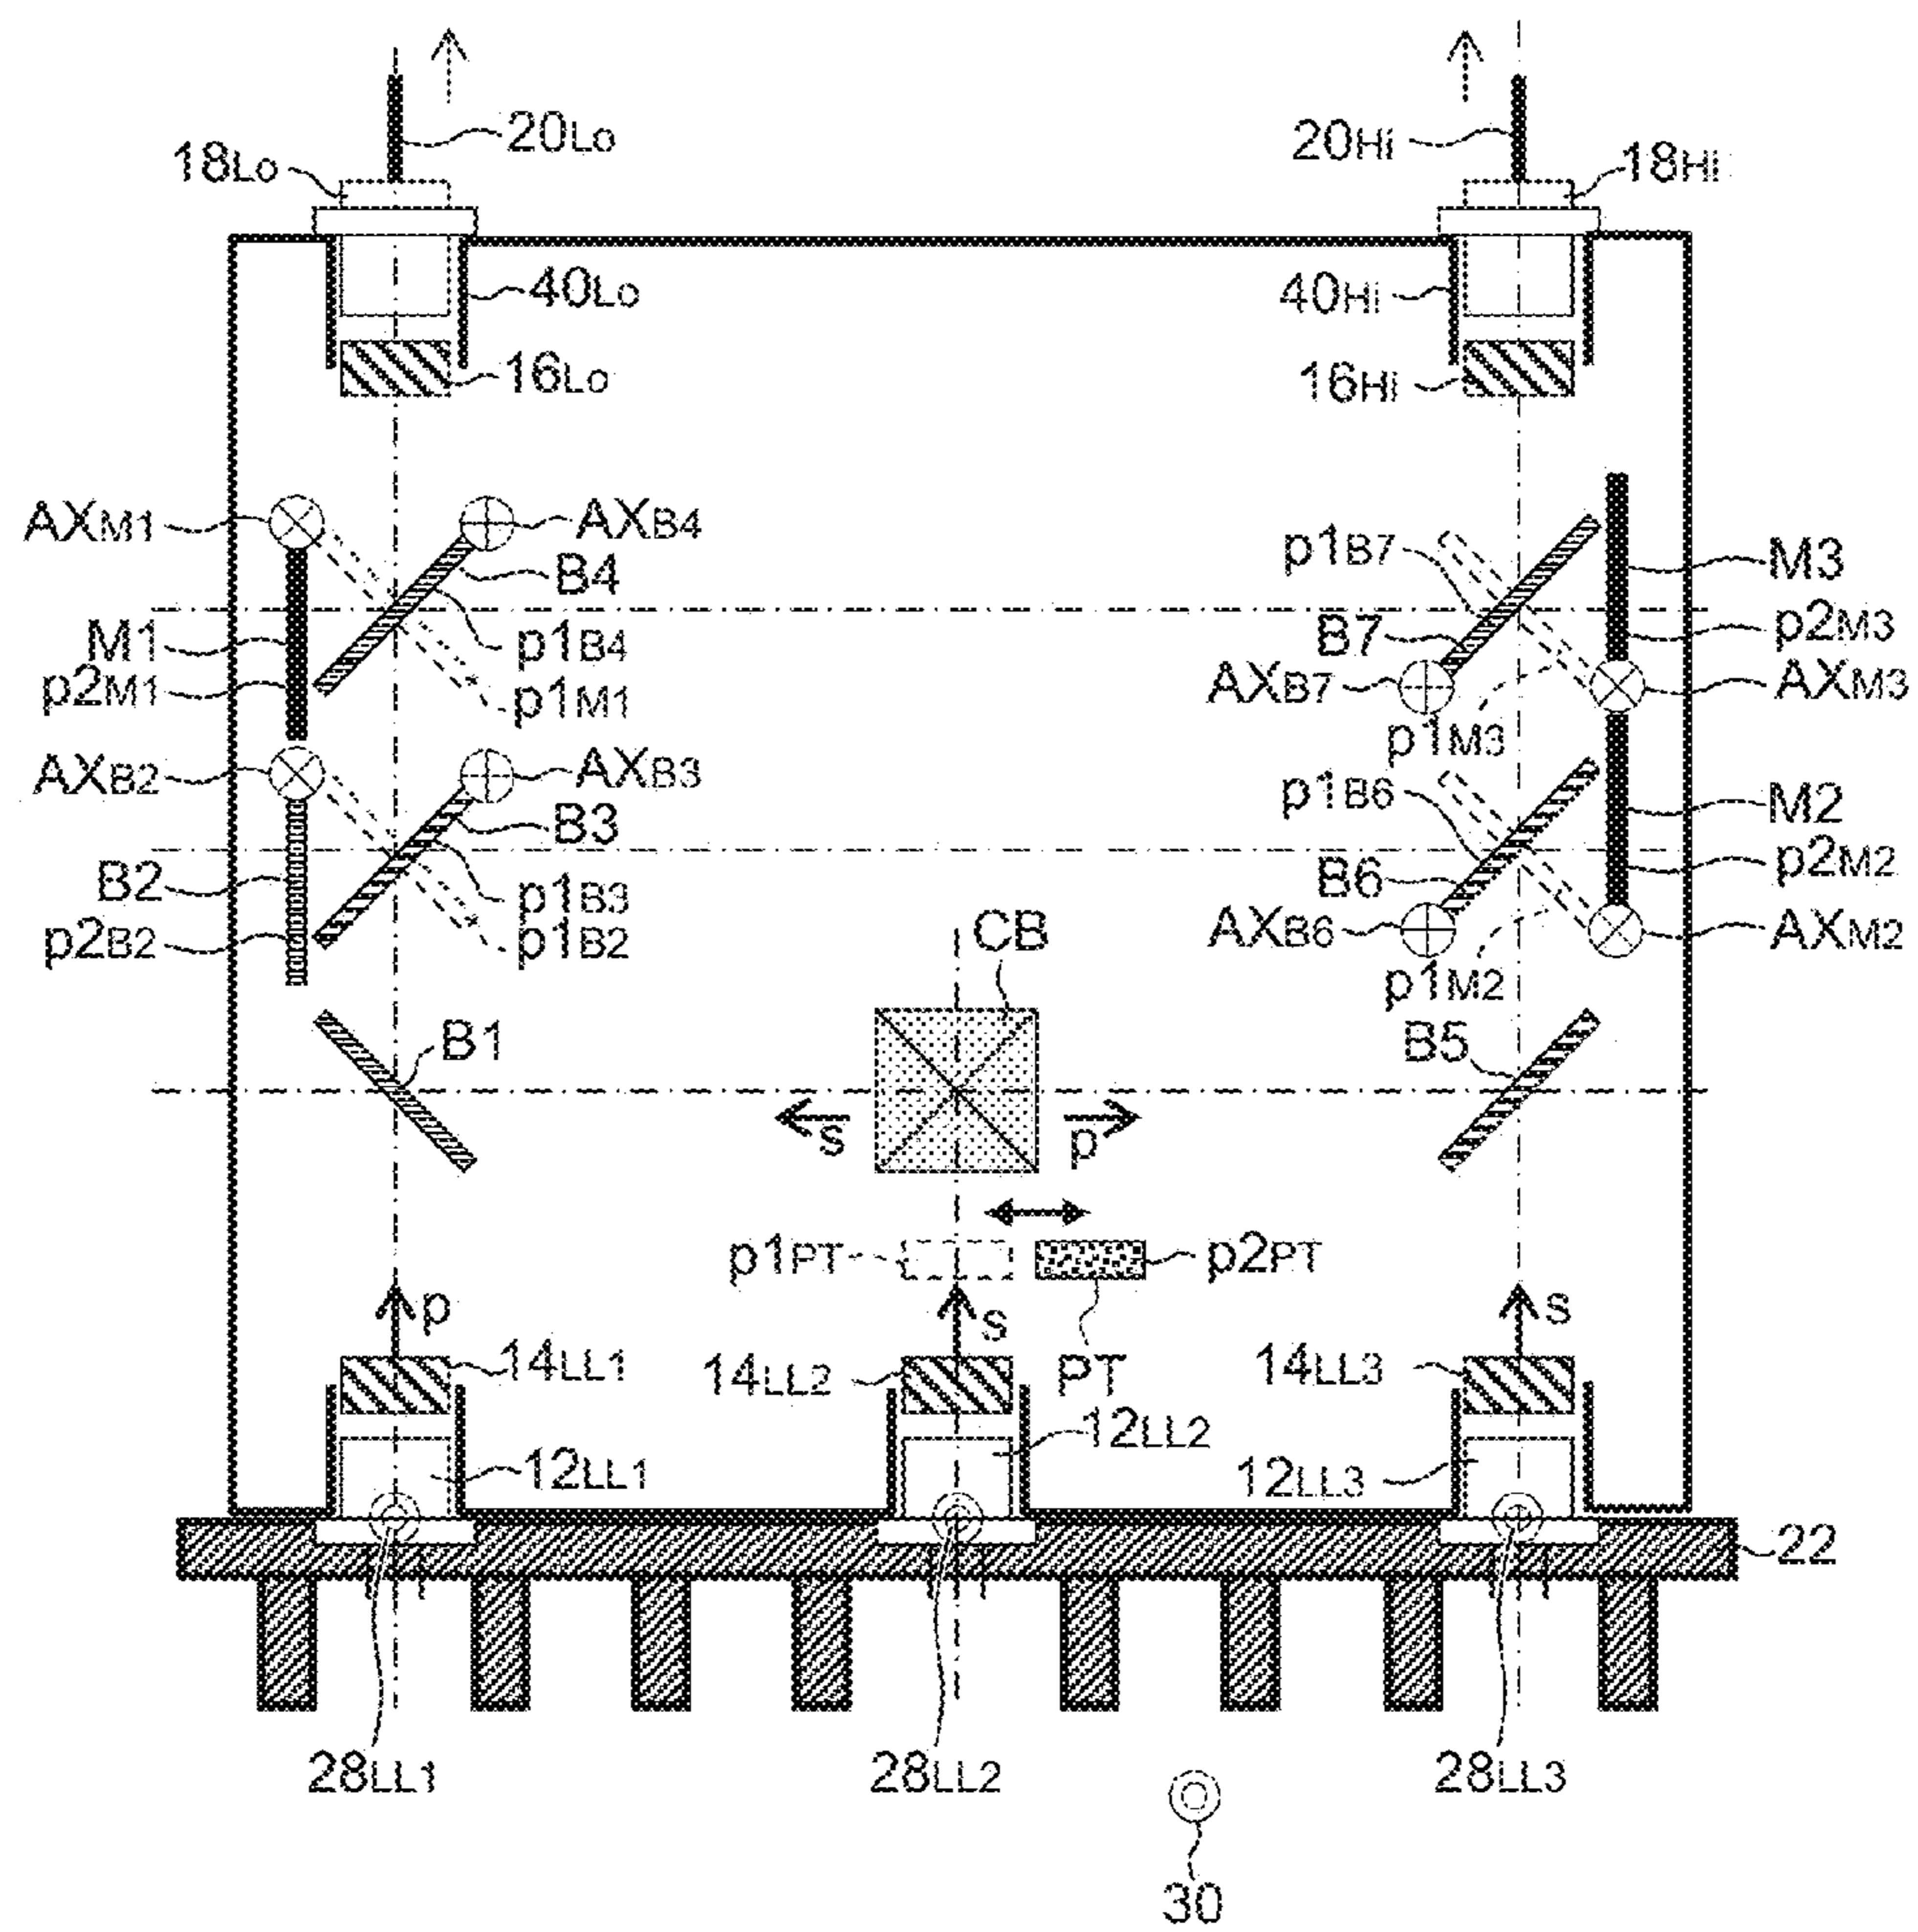 20Lo 20Hi
18Lo 18Hi
40Lo 40Hi
16Lo 16Hi
AXM1 AXB4 p1B7 M3
B4
M1 p1B4 B7 p2M3
p2M1 p1M1 AXB7 AXM3
p1M3
AXB2 AXB3 p1B6 M2
B3
B2 p1B3 B6 p2M2
p2B2 p1B2 CB AXB6 AXM2
p1M2
B1 B5
s p
p1PT p2PT
p s s
14LL1 14LL2 PT 14LL3
12LL1 12LL2 12LL3
22
28LL1 28LL2 28LL3
30